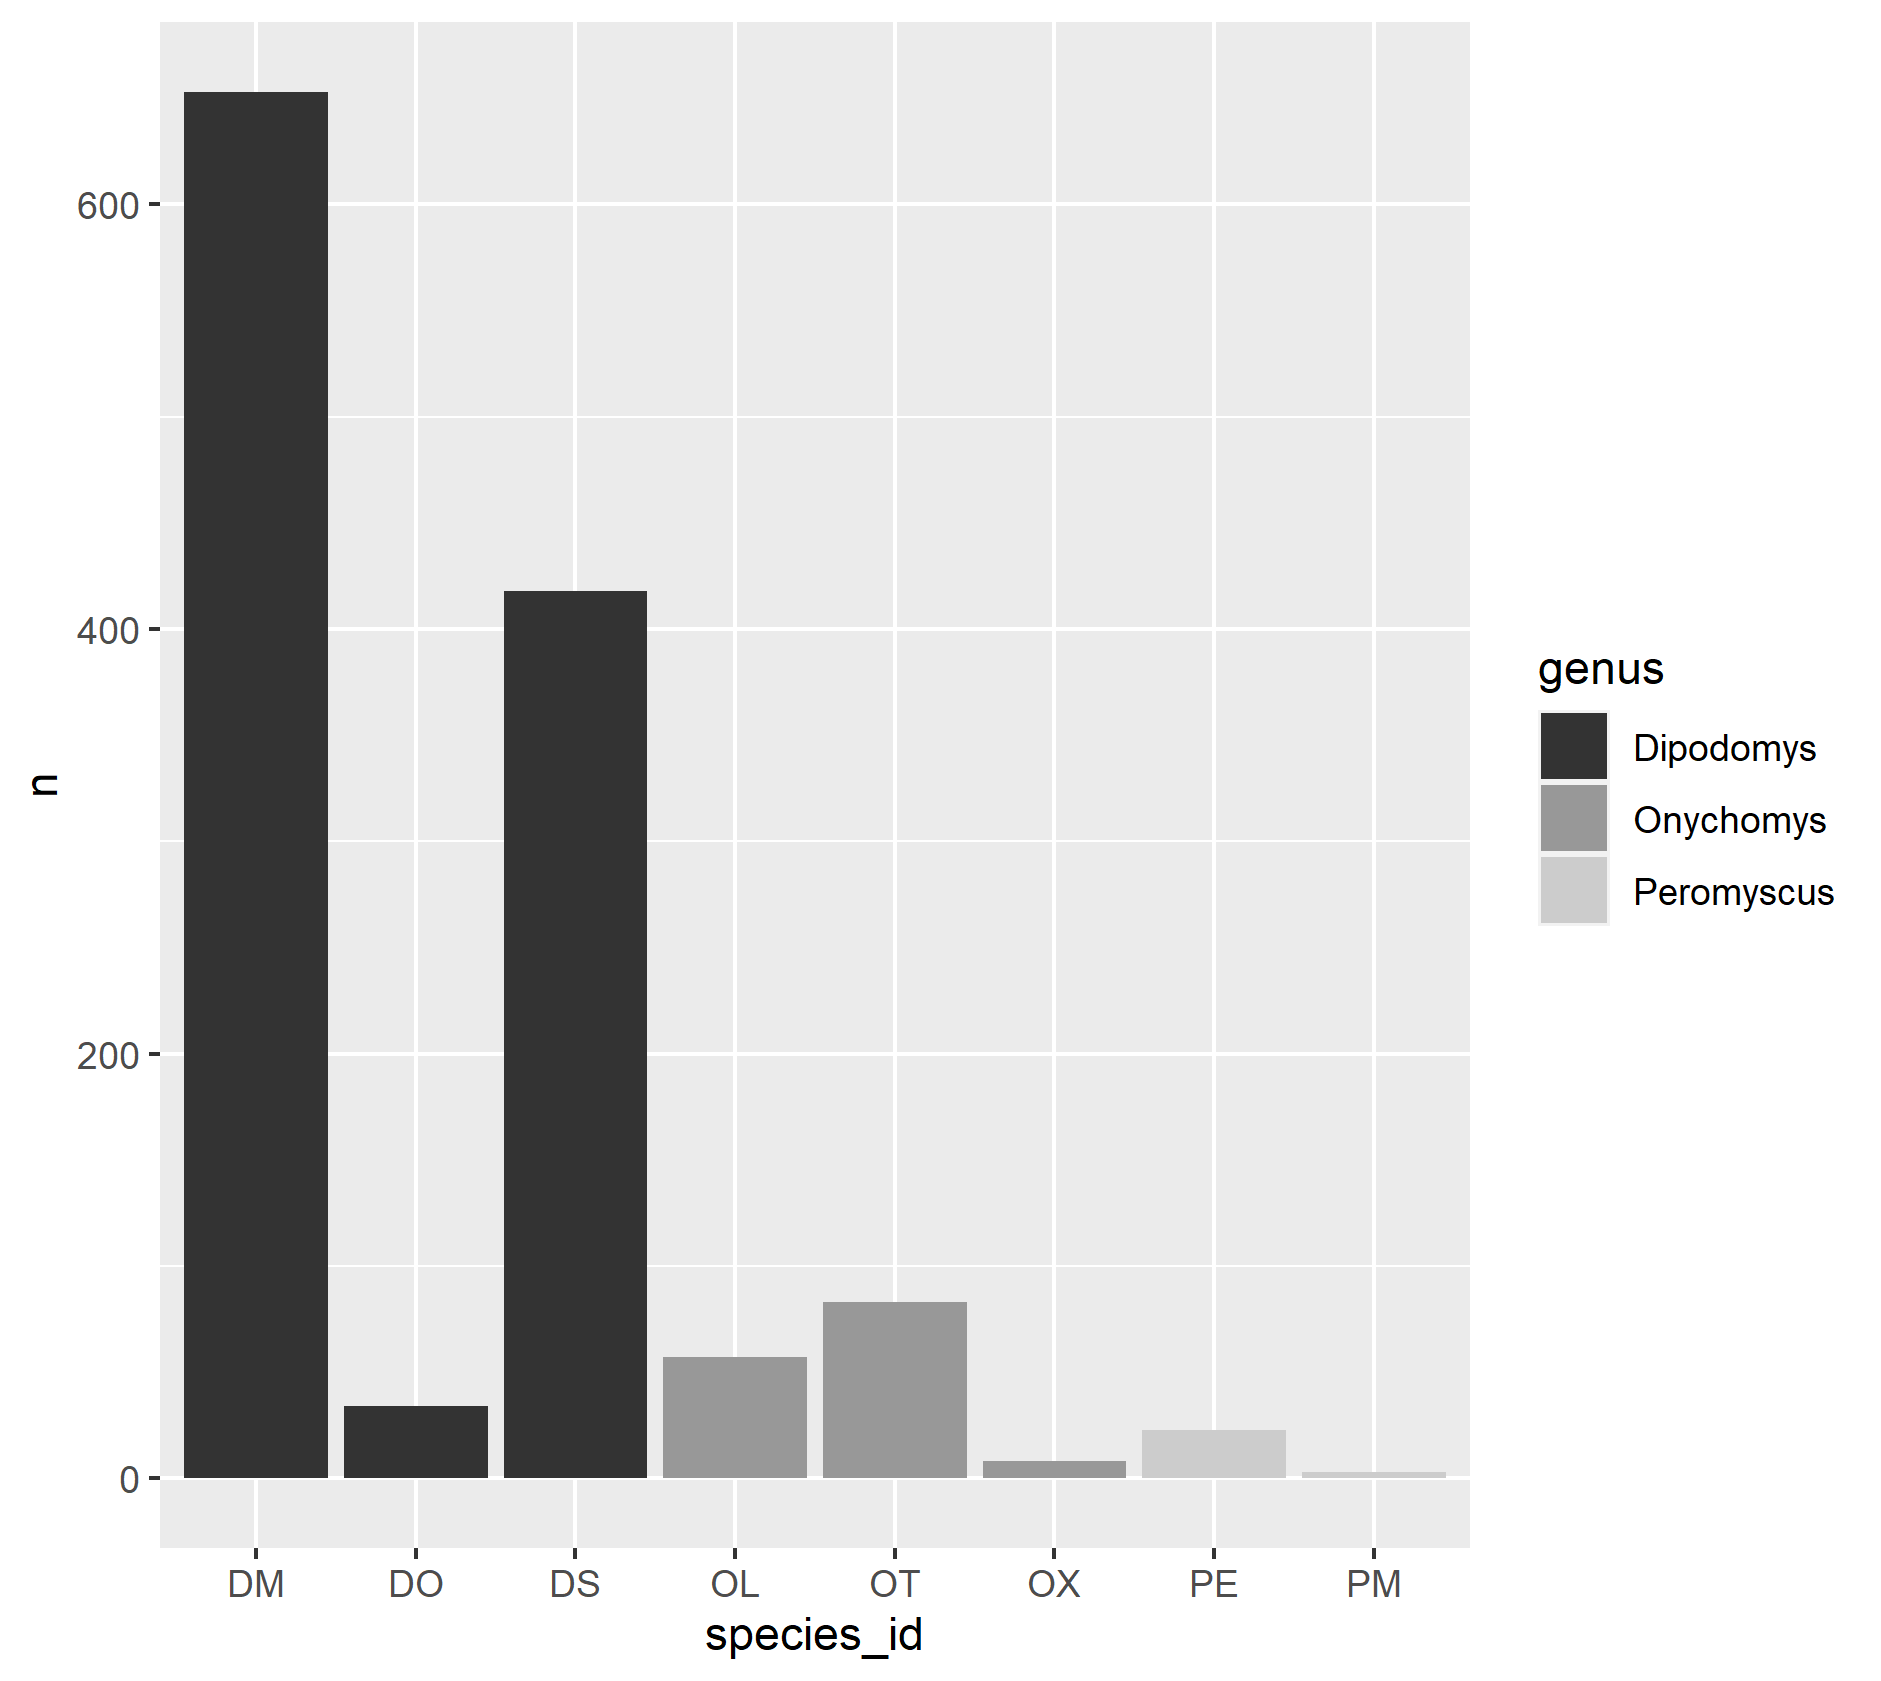 600
400
200
0
n
DM DO DS OL OT OX PE PM
species_id
genus
Dipodomys
Onychomys
Peromyscus